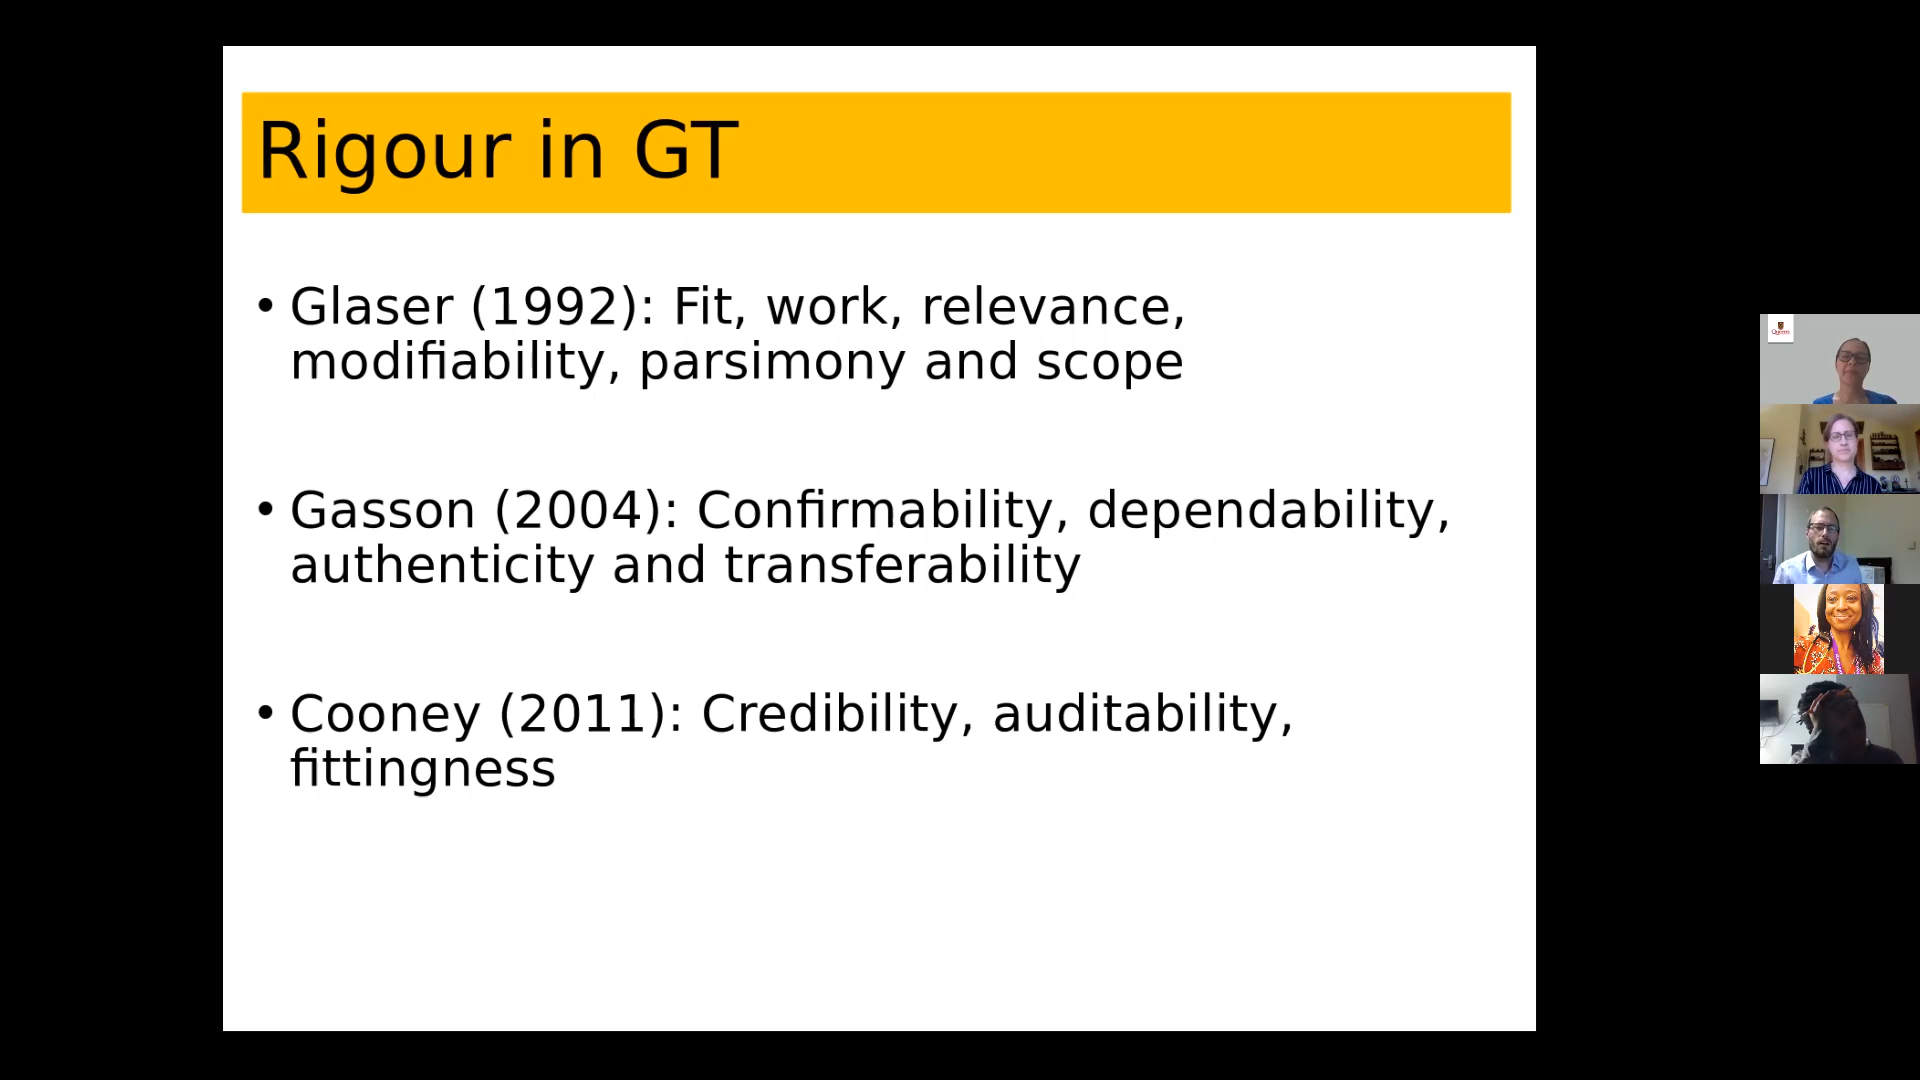 Rigour in GT
• Glaser (1992): Fit, work, relevance,
modifiability, parsimony and scope
• Gasson (2004): Confirmability, dependability,
authenticity and transferability
• Cooney (2011): Credibility, auditability,
fittingness
Queen's